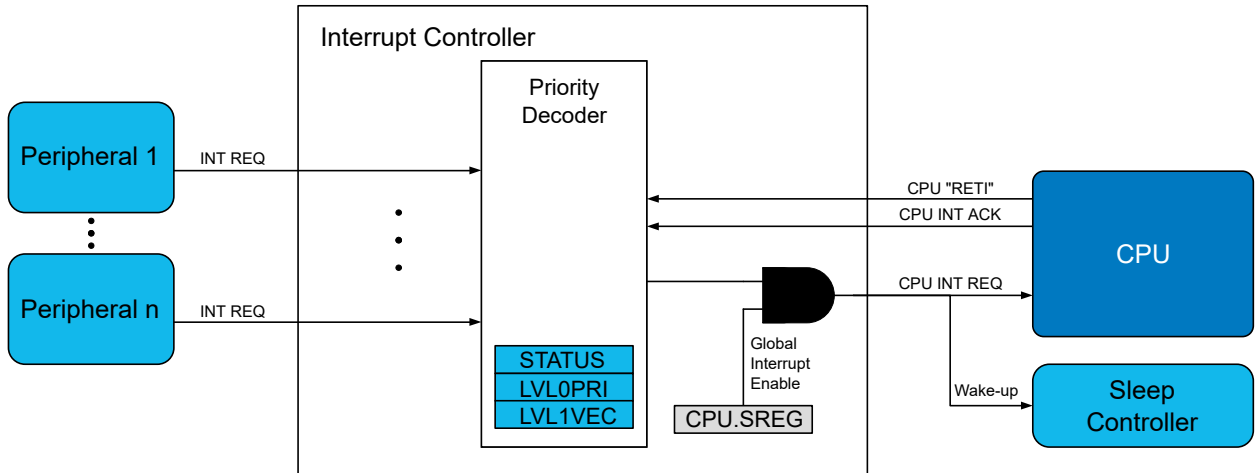 Interrupt Controller
Priority
Decoder
Peripheral 1
INT REQ
CPU "RETI"
CPU INT ACK
CPU
Peripheral n
INT REQ
CPU INT REQ
Global
Interrupt
Enable
STATUS
LVL0PRI
LVL1VEC
CPU.SREG
Wake-up
Sleep
Controller